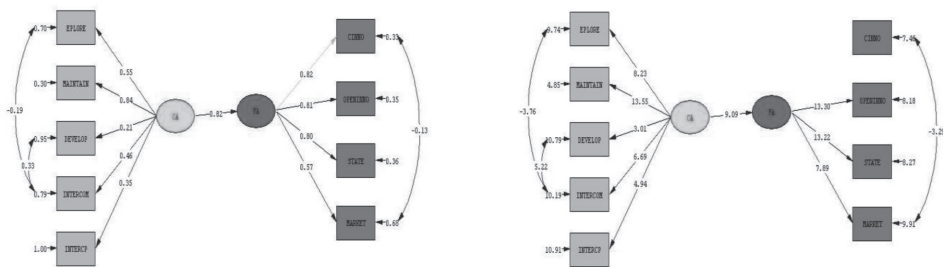 0.70
EPLORE
0.55
0.30
MAINTAIN
0.84
-0.19
0.95
DEVELOP
0.21
0.33
0.46
0.79
INTERCOM
0.35
1.08
INTERCP
CA
0.92
CINNO
0.33
0.82
0.81
OPENINNO
0.35
0.80
STATE
0.36
-0.13
0.57
MARKET
0.68
9.74
EPLORE
8.23
4.85
MAINTAIN
13.55
-3.76
10.79
DEVELOP
3.01
5.22
6.69
10.19
INTERCOM
4.94
10.91
INTERCP
CA
9.09
CINNO
7.46
13.30
OPENINNO
8.18
13.22
STATE
8.27
7.89
MARKET
9.91